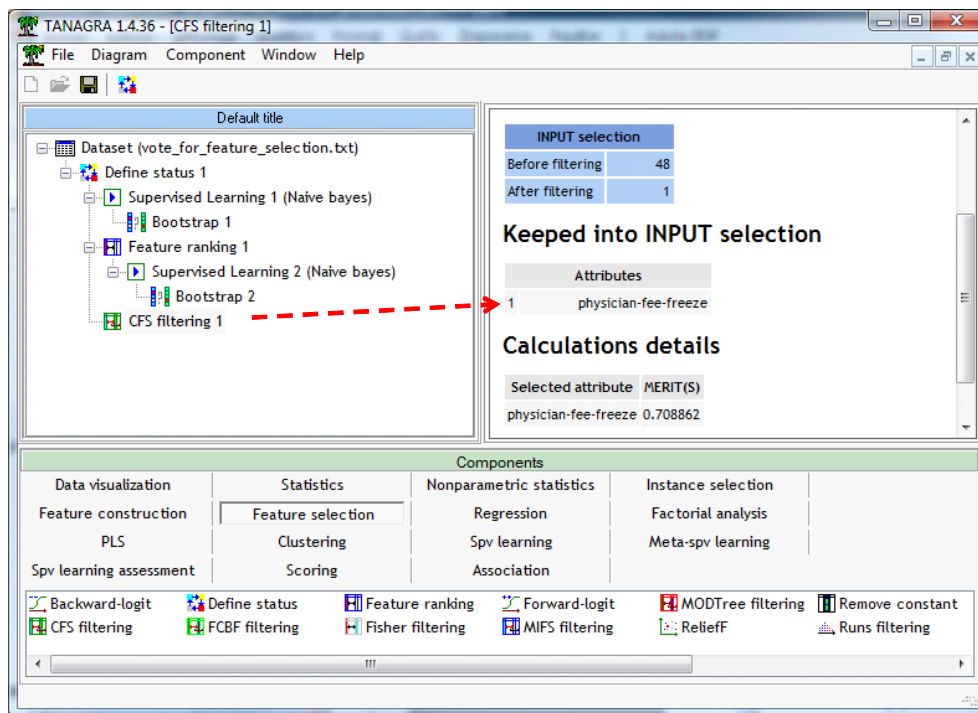 TANAGRA 1.4.36 - [CFS filtering 1]
File Diagram Component Window Help
Default title
Dataset (vote_for_feature_selection.txt)
Define status 1
Supervised Learning 1 (Naive bayes)
Bootstrap 1
Feature ranking 1
Supervised Learning 2 (Naive bayes)
Bootstrap 2
CFS filtering 1
INPUT selection
Before filtering 48
After filtering 1
Keeped into INPUT selection
Attributes
1 physician-fee-freeze
Calculations details
Selected attribute MERIT(S)
physician-fee-freeze 0.708862
Components
Data visualization Statistics Nonparametric statistics Instance selection
Feature construction Feature selection Regression Factorial analysis
PLS Clustering Spv learning Meta-spv learning
Spv learning assessment Scoring Association
Backward-logit Define status Feature ranking Forward-logit MODTree filtering Remove constant
CFS filtering FCBF filtering Fisher filtering MIFS filtering ReliefF Runs filtering